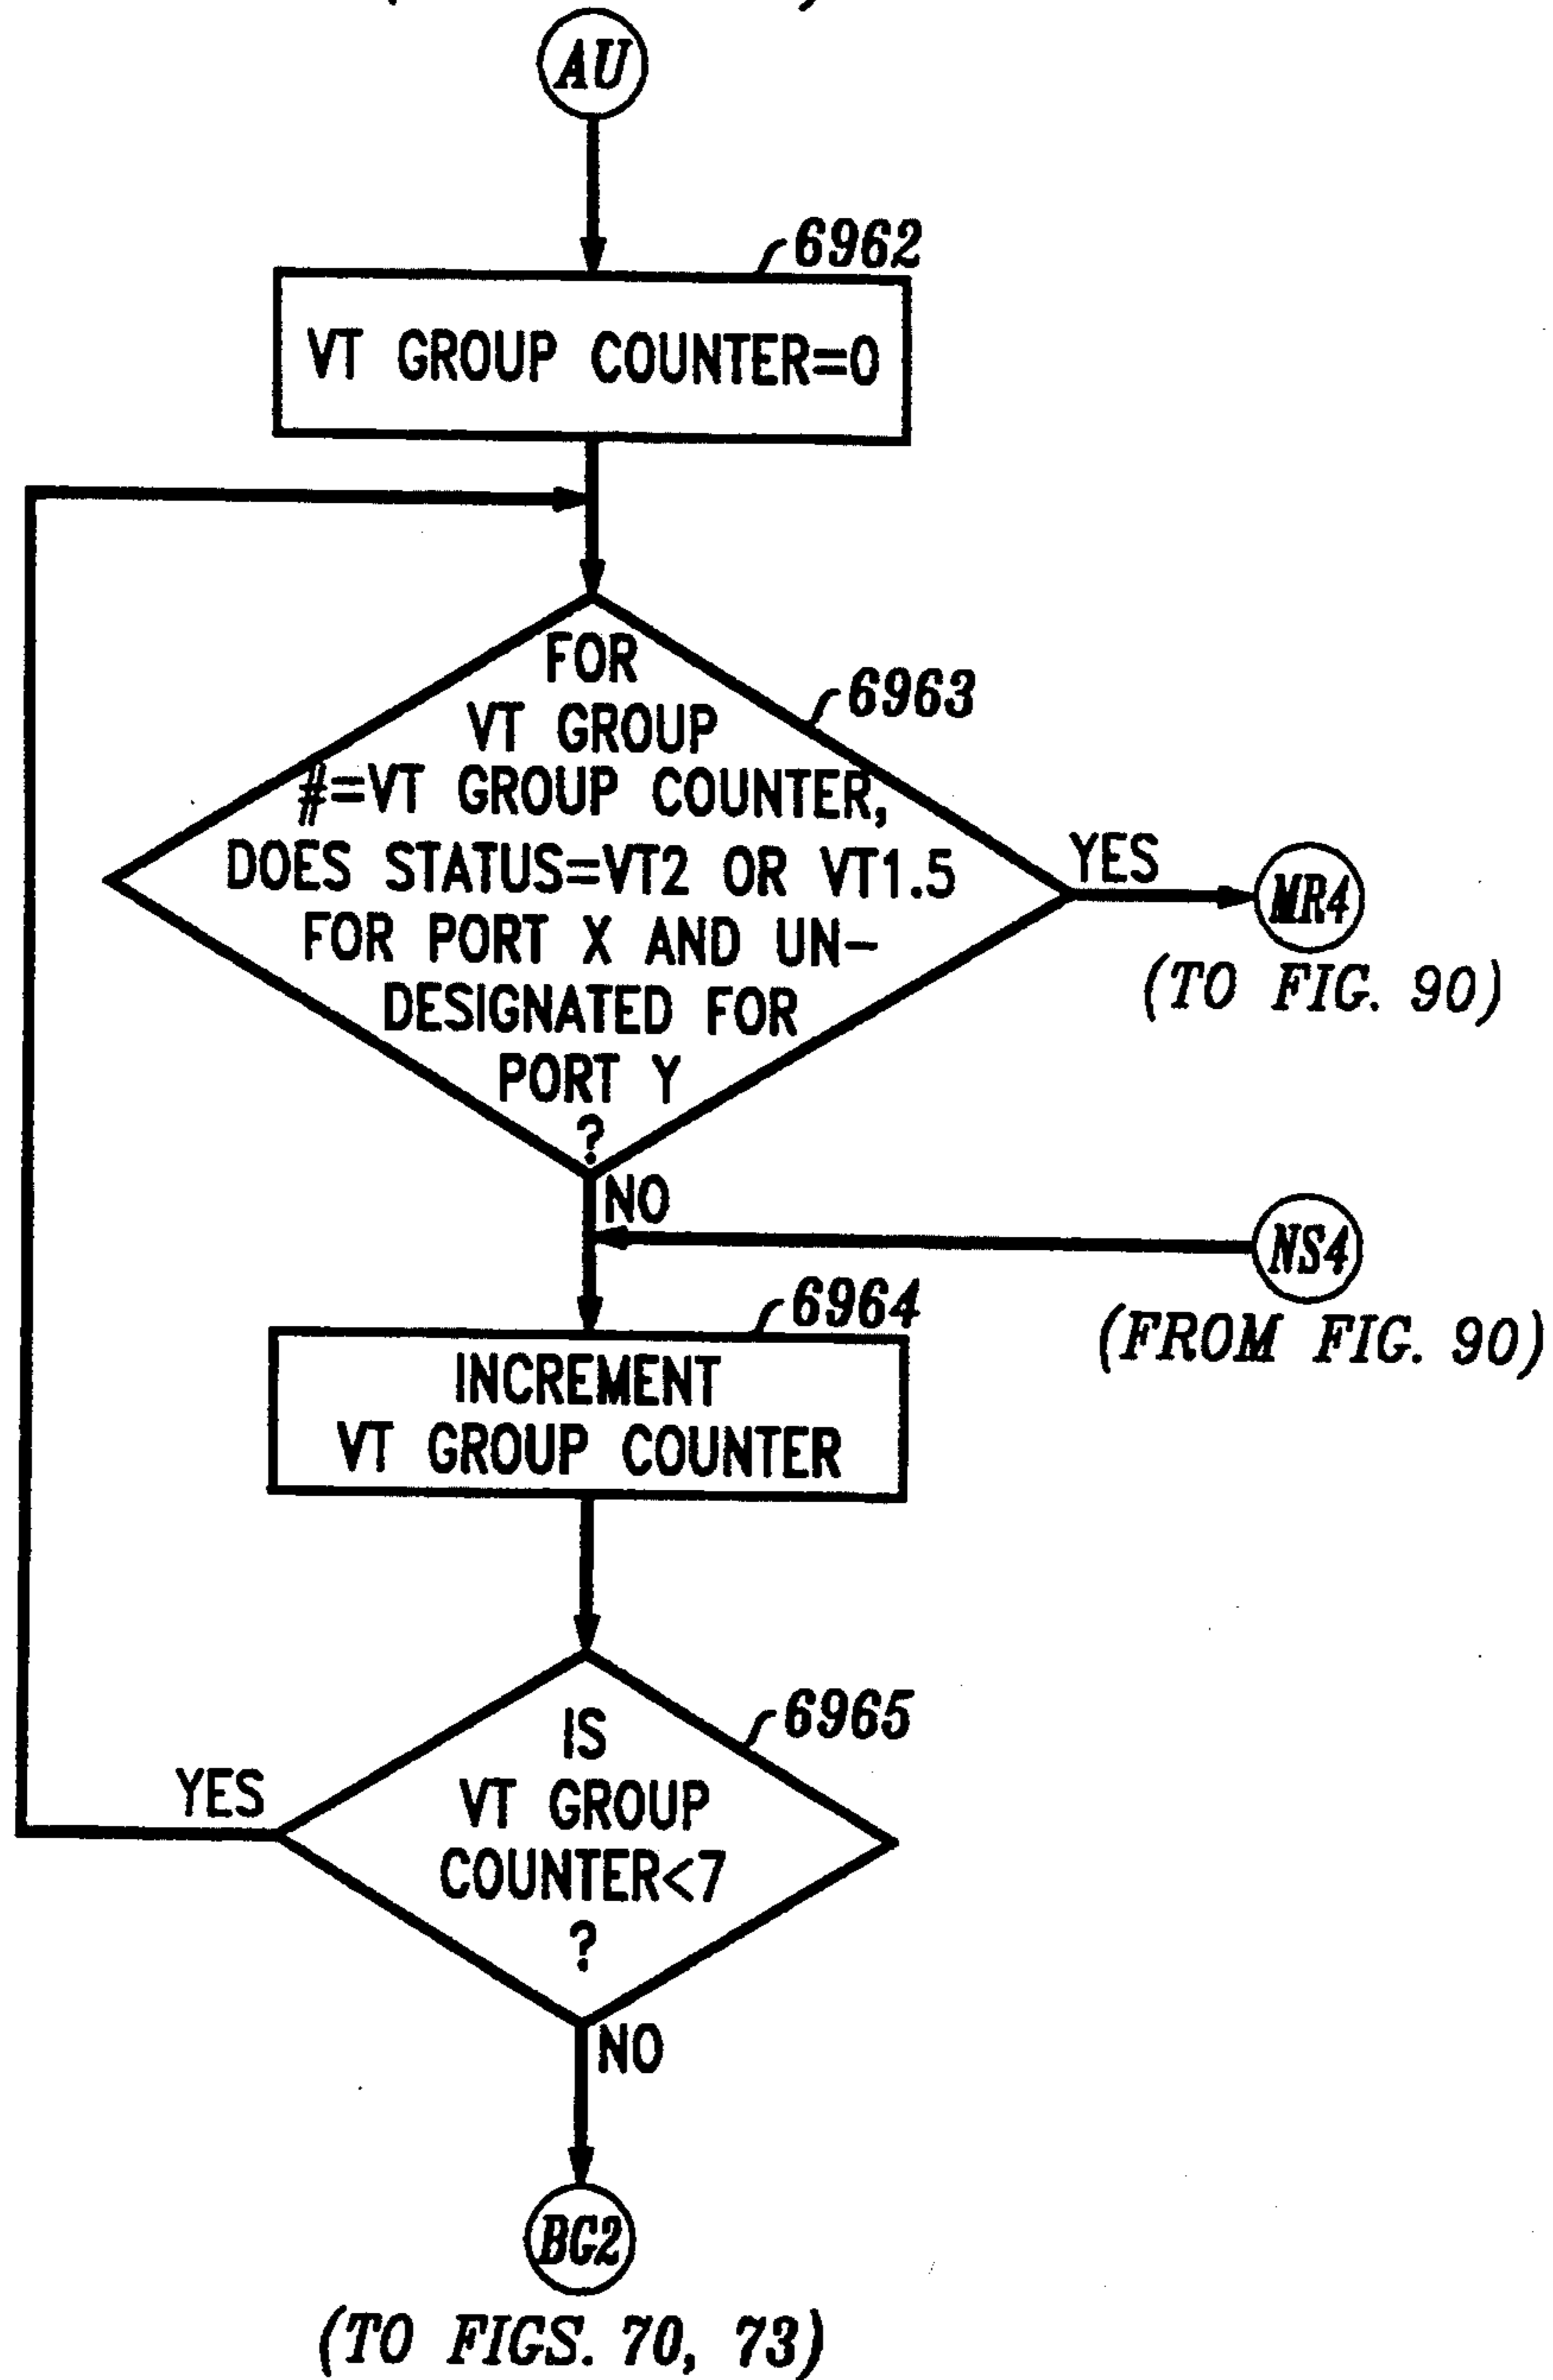 AU
6962
VT GROUP COUNTER=0
FOR
VT GROUP
6963
#=VT GROUP COUNTER,
DOES STATUS=VT2 OR VT1.5
YES
FOR PORT X AND UN-
MR4
DESIGNATED FOR
(TO FIG. 90)
PORT Y
?
NO
NS4
6964
(FROM FIG. 90)
INCREMENT
VT GROUP COUNTER
6965
IS
YES
VT GROUP
COUNTER<7
?
NO
BG2
(TO FIGS. 70, 73)